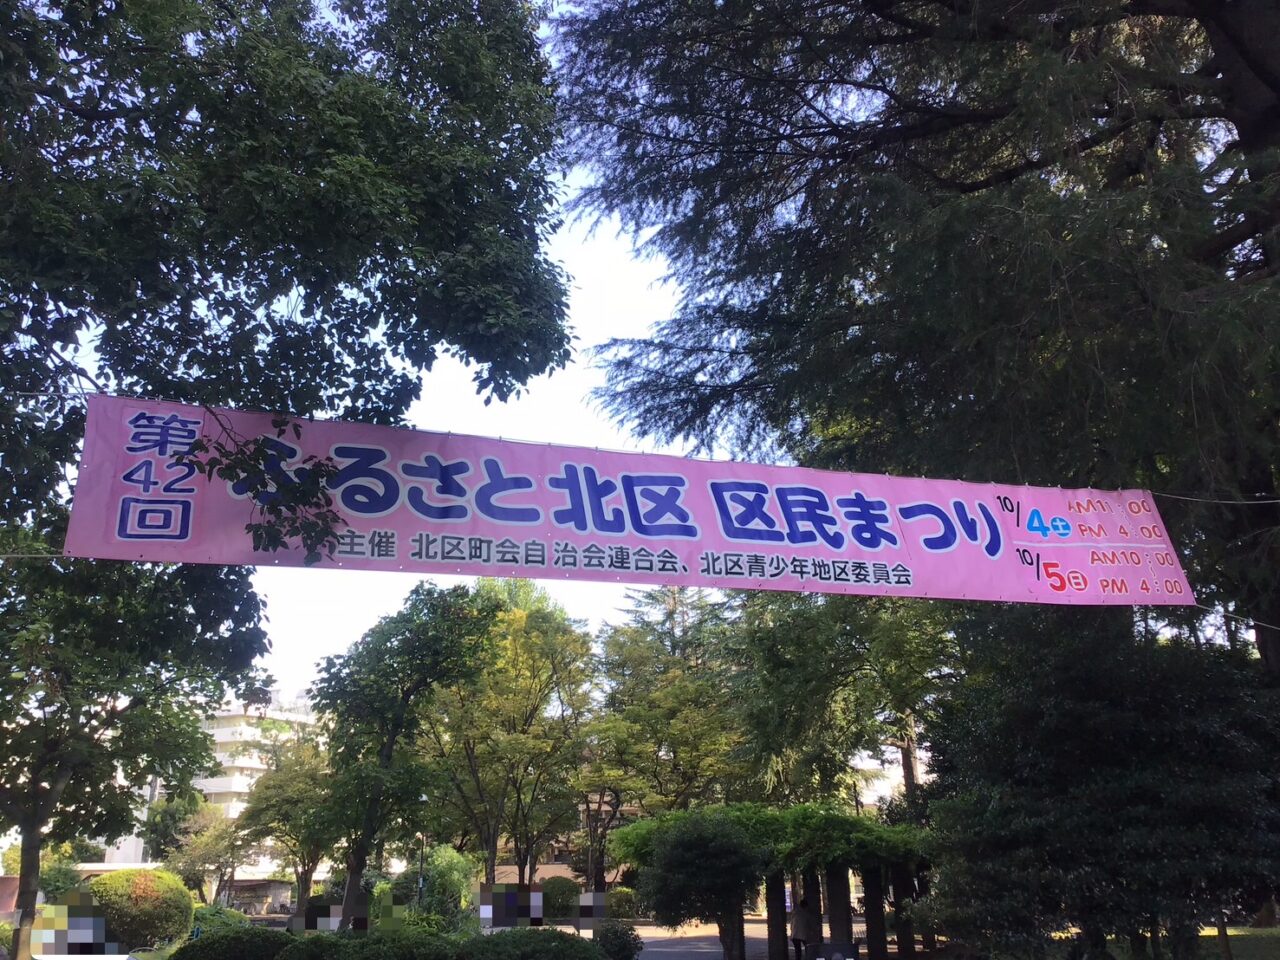 第42回
ふるさと北区 区民まつり
主催 北区町会自治会連合会、北区青少年地区委員会
10/4土 AM11:00
PM 4:00
10/5日 AM10:00
PM 4:00